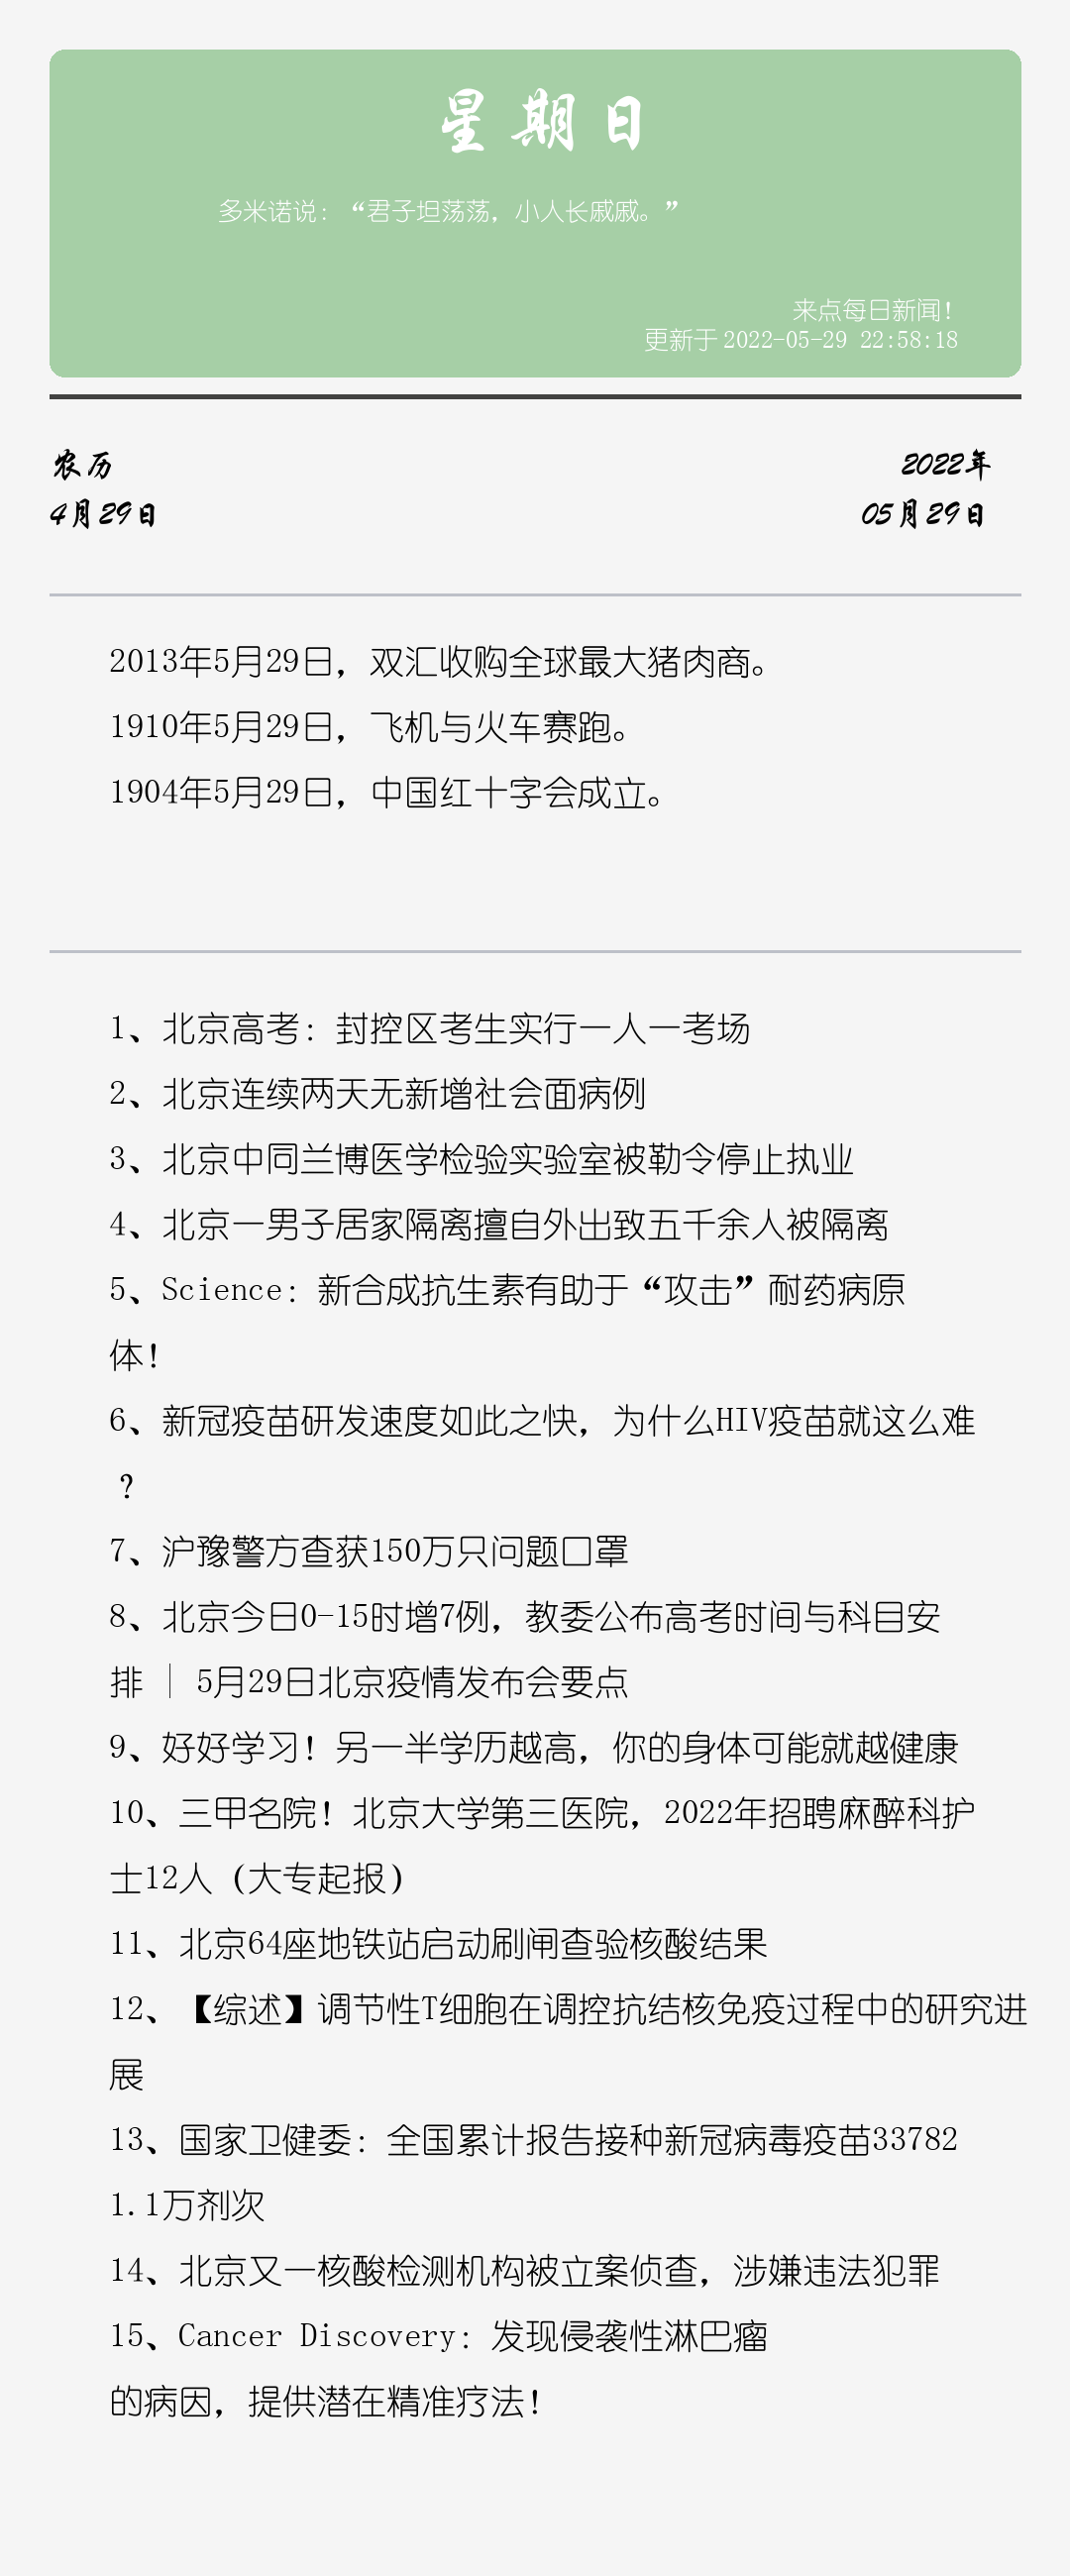 星期日
多米诺说：“君子坦荡荡，小人长戚戚。”
来点每日新闻！
更新于 2022-05-29 22:58:18
农历
4月29日
2022年
05月29日
2013年5月29日，双汇收购全球最大猪肉商。
1910年5月29日，飞机与火车赛跑。
1904年5月29日，中国红十字会成立。
1、北京高考：封控区考生实行一人一考场
2、北京连续两天无新增社会面病例
3、北京中同兰博医学检验实验室被勒令停止执业
4、北京一男子居家隔离擅自外出致五千余人被隔离
5、Science：新合成抗生素有助于“攻击”耐药病原
体！
6、新冠疫苗研发速度如此之快，为什么HIV疫苗就这么难
？
7、沪豫警方查获150万只问题口罩
8、北京今日0-15时增7例，教委公布高考时间与科目安
排 | 5月29日北京疫情发布会要点
9、好好学习！另一半学历越高，你的身体可能就越健康
10、三甲名院！北京大学第三医院，2022年招聘麻醉科护
士12人（大专起报）
11、北京64座地铁站启动刷闸查验核酸结果
12、【综述】调节性T细胞在调控抗结核免疫过程中的研究进
展
13、国家卫健委：全国累计报告接种新冠病毒疫苗33782
1.1万剂次
14、北京又一核酸检测机构被立案侦查，涉嫌违法犯罪
15、Cancer Discovery：发现侵袭性淋巴瘤
的病因，提供潜在精准疗法！